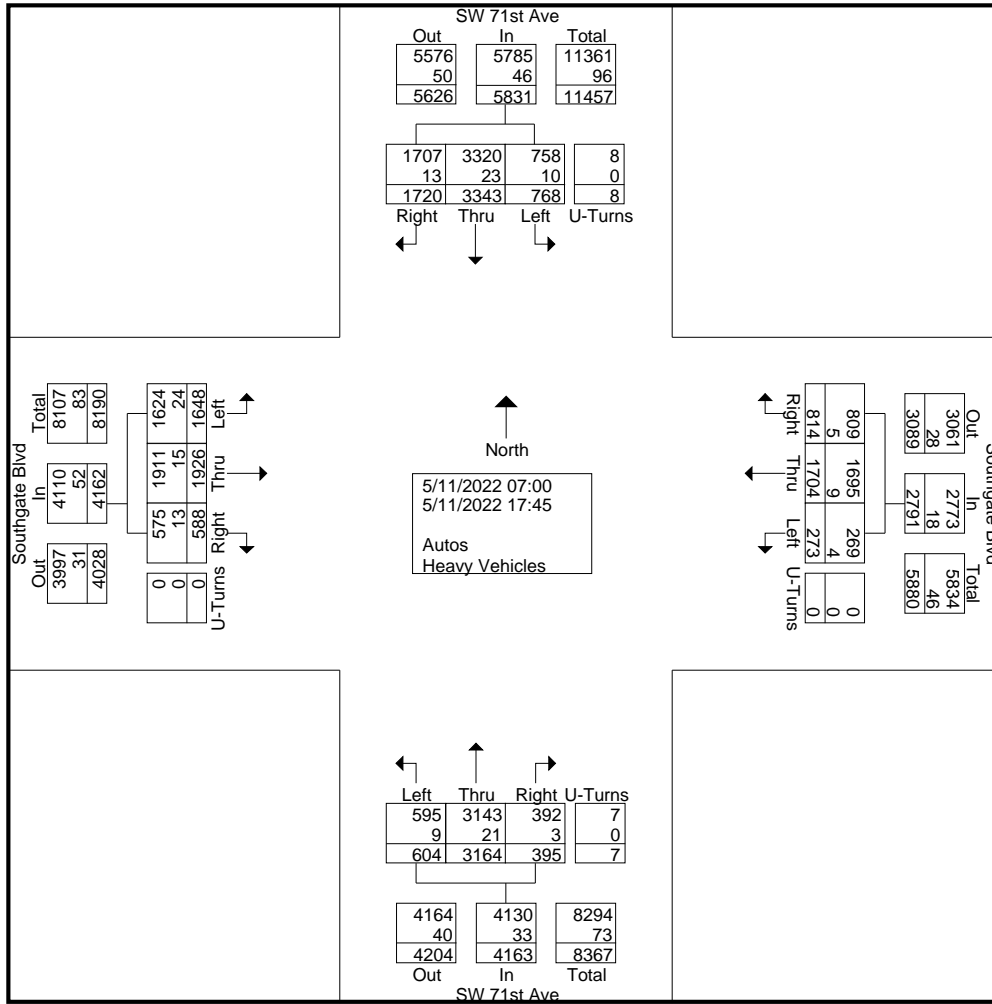 SW 71st Ave
Out In Total
5576 5785 11361
50 46 96
5626 5831 11457
1707 3320 758 8
13 23 10 0
1720 3343 768 8
Right Thru Left U-Turns
Southgate Blvd
Total In Out
8107 4110 3997
83 52 31
8190 4162 4028
1624 1911 575 0
24 15 13 0
1648 1926 588 0
Left Thru Right U-Turns
North
5/11/2022 07:00
5/11/2022 17:45
Autos
Heavy Vehicles
Southgate Blvd
Out In Total
3061 2773 5834
28 18 46
3089 2791 5880
809 1695 269 0
5 9 4 0
814 1704 273 0
Right Thru Left U-Turns
Left Thru Right U-Turns
595 3143 392 7
9 21 3 0
604 3164 395 7
4164 4130 8294
40 33 73
4204 4163 8367
Out In Total
SW 71st Ave